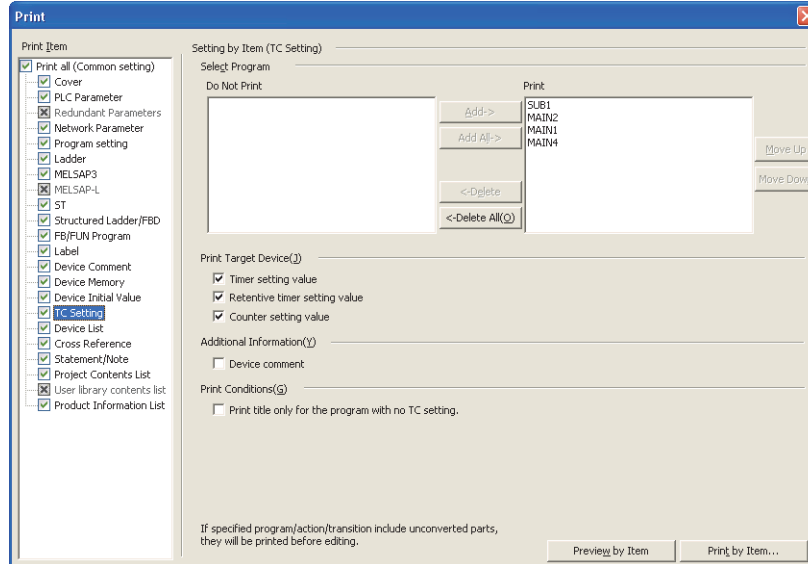 Print
Print Item
Print all (Common setting)
Cover
PLC Parameter
Redundant Parameters
Network Parameter
Program setting
Ladder
MELSAP3
MELSAP-L
ST
Structured Ladder/FBD
FB/FUN Program
Label
Device Comment
Device Memory
Device Initial Value
TC Setting
Device List
Cross Reference
Statement/Note
Project Contents List
User library contents list
Product Information List
Setting by Item (TC Setting)
Select Program
Do Not Print
Add->
Add All->
<-Delete
<-Delete All(O)
Print
SUB1
MAIN2
MAIN1
MAIN4
Move Up
Move Dow
Print Target Device(J)
Timer setting value
Retentive timer setting value
Counter setting value
Additional Information(Y)
Device comment
Print Conditions(G)
Print title only for the program with no TC setting.
If specified program/action/transition include unconverted parts,
they will be printed before editing.
Preview by Item
Print by Item...